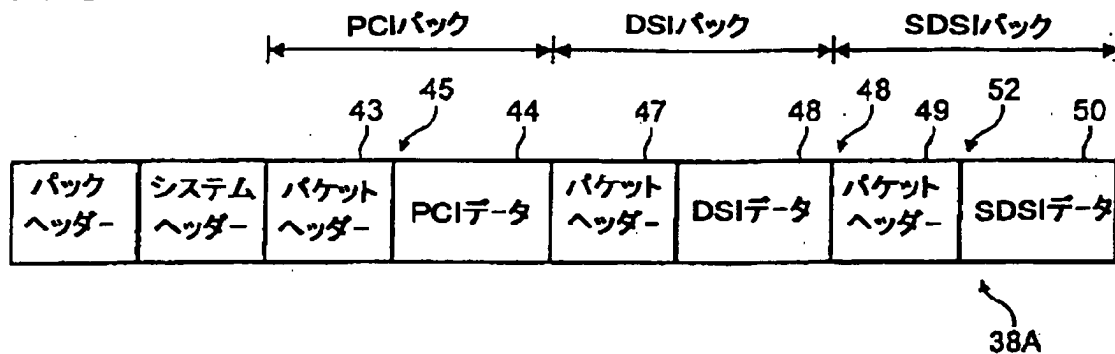 PCIパック DSIパック SDSIパック
43 45 44 47 48 48 49 52 50
パック システム パケット パケット パケット
ヘッダー ヘッダー ヘッダー PCIデータ ヘッダー DSIデータ ヘッダー SDSIデータ
38A